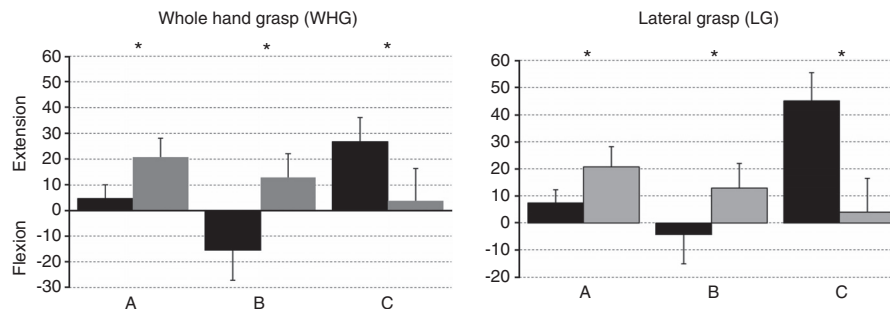 Whole hand grasp (WHG)
* * *
60
50
40
30
20
10
0
-10
-20
-30
Extension
Flexion
A B C
Lateral grasp (LG)
* * *
60
50
40
30
20
10
0
-10
-20
A B C